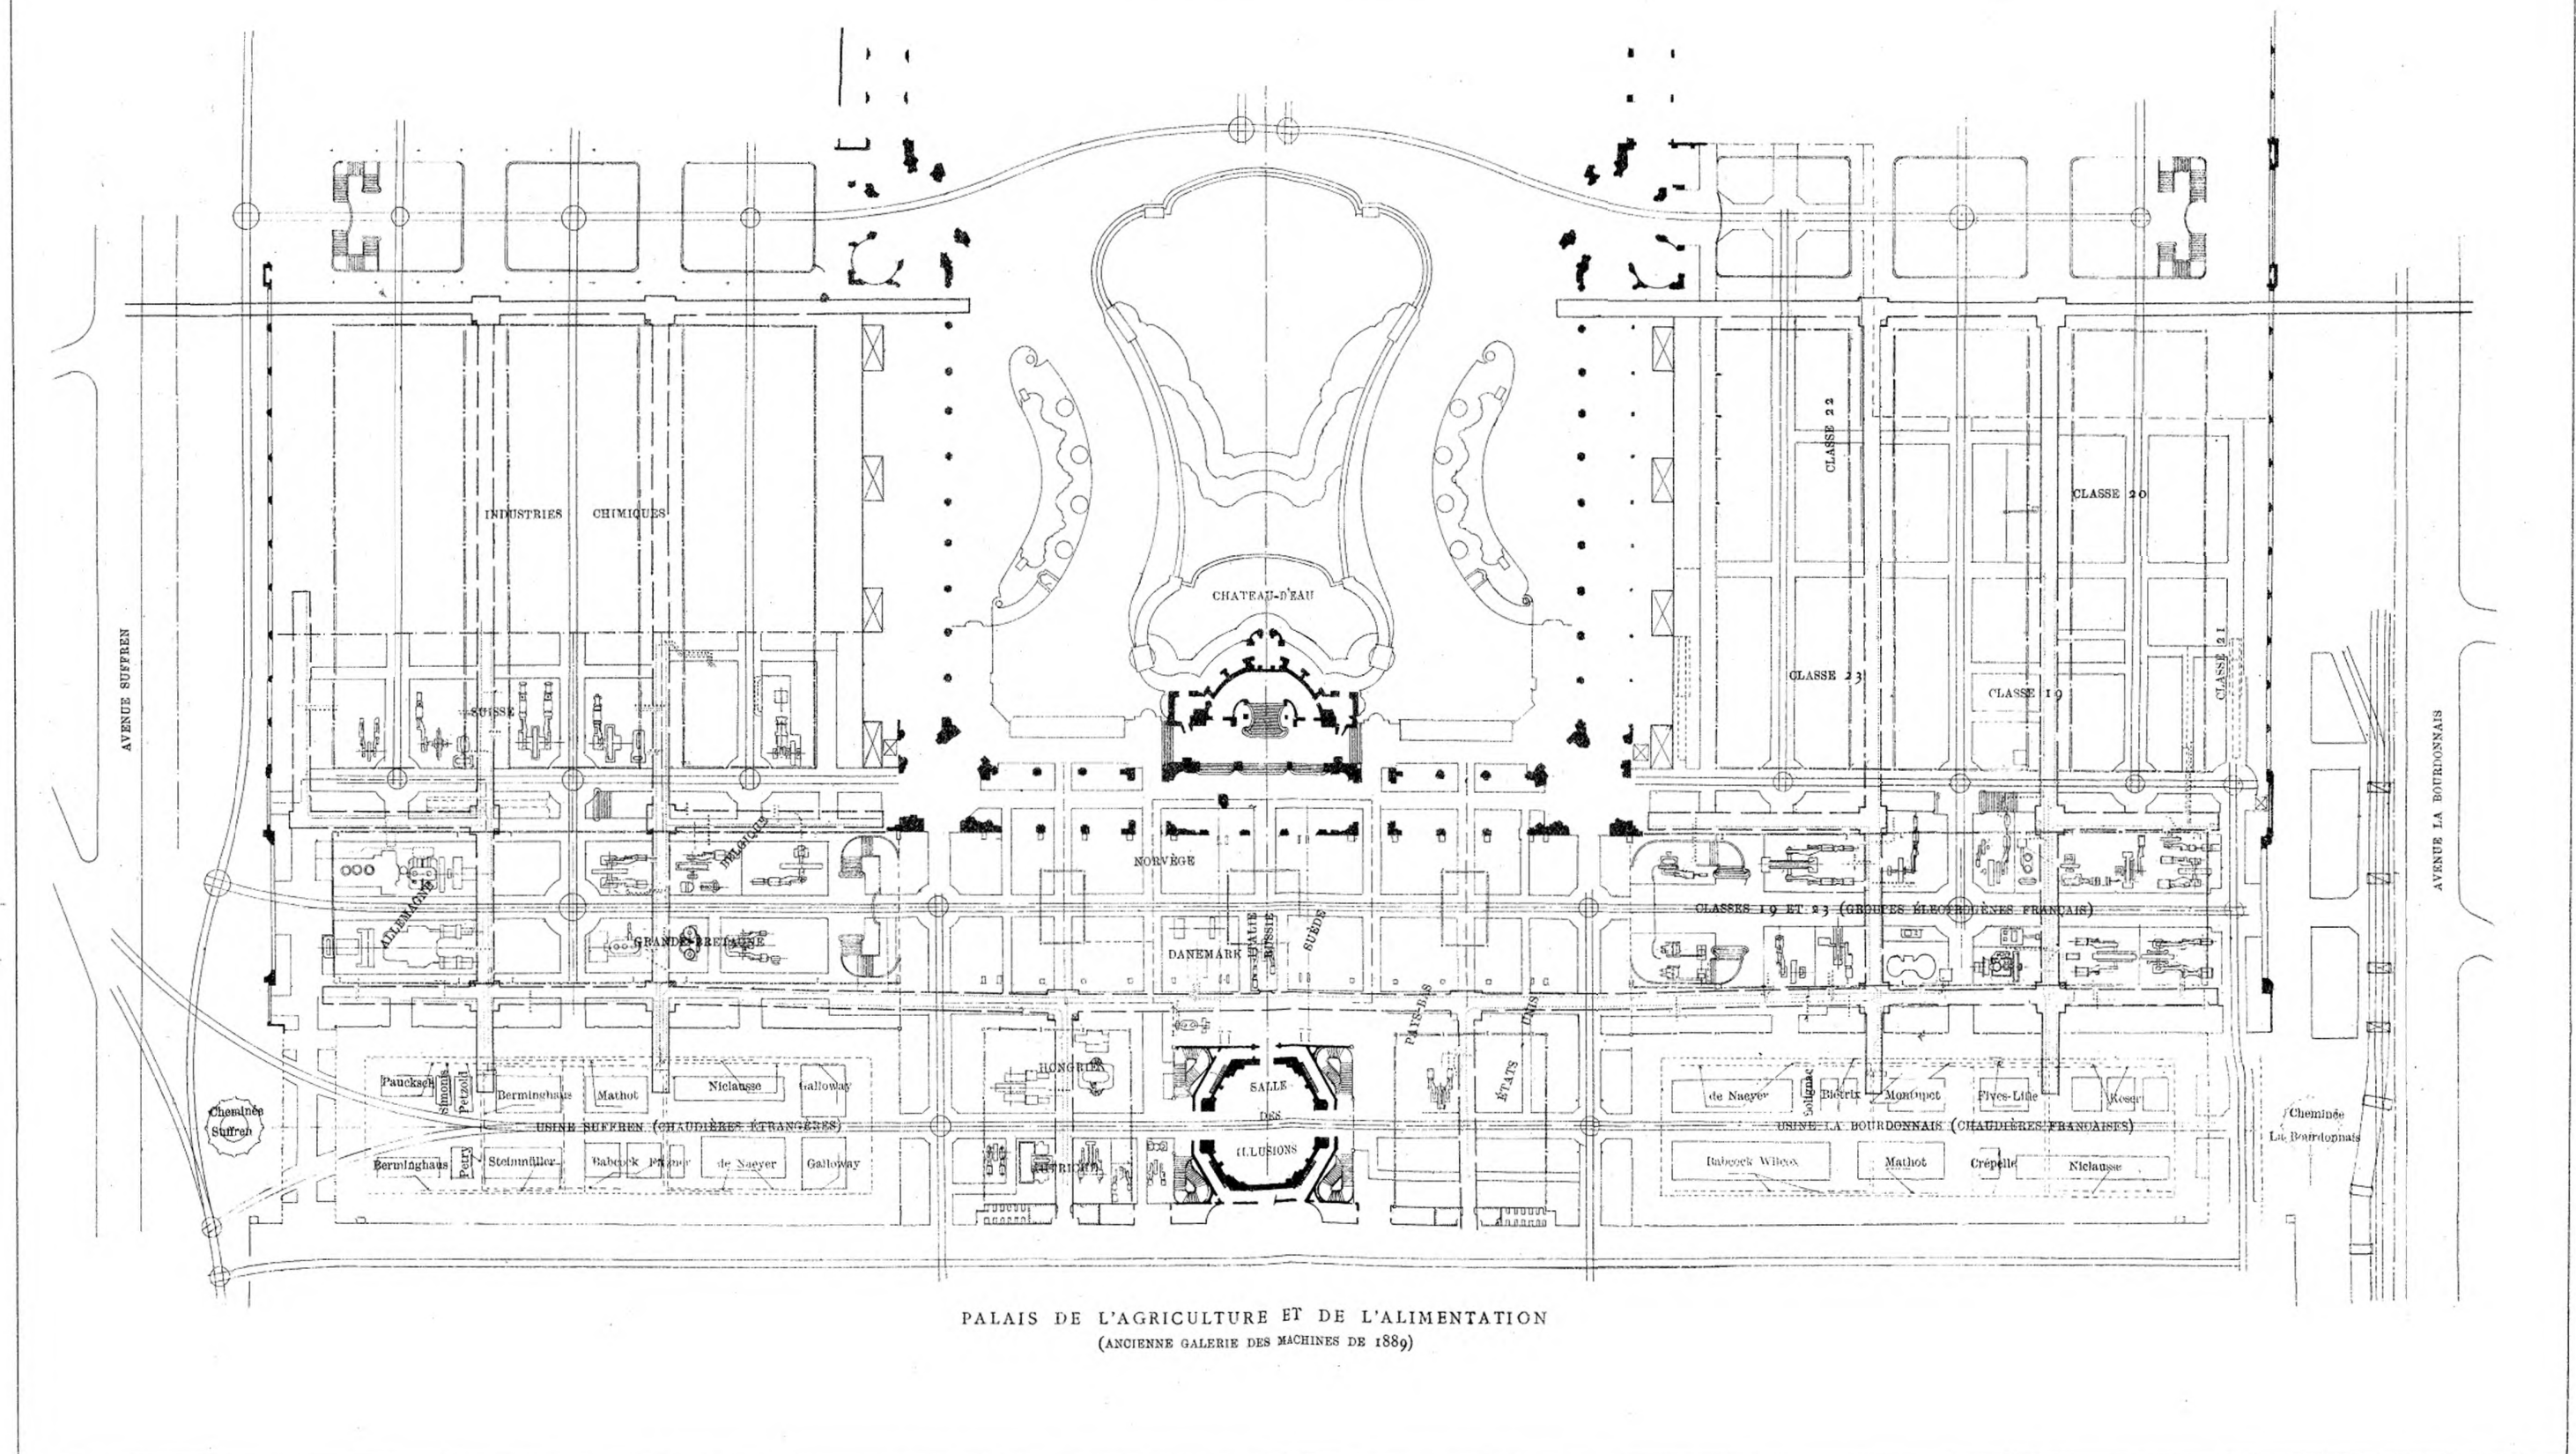 CLASSE 22
CLASSE 20
INDUSTRIES CHIMIQUES
CHATEAU-D'EAU
AVENUE SUFFREN
CLASSE 21
CLASSE 23
CLASSE 19
SUISSE
AVENUE LA BOURDONNAIS
BELGIQUE
NORVÈGE
ALLEMAGNE
CLASSES 19 ET 23 (GROUPES ÉLECTROGÈNES FRANÇAIS)
GRANDE-BRETAGNE
DANEMARK
ITALIE
RUSSIE
SUÈDE
PAYS-BAS
ÉTATS UNIS
HONGRIE
Paucksch
Simonis
Petzold
Berminghaus
Mathot
Niclausse
Galloway
SALLE
DES
ILLUSIONS
de Naeyer
Solignac
Biétrix
Montupet
Fives-Lille
Roser
Cheminée
Suffren
USINE SUFFREN (CHAUDIÈRES ÉTRANGÈRES)
USINE LA BOURDONNAIS (CHAUDIÈRES FRANÇAISES)
Cheminée
La Bourdonnais
Berminghaus
Petry
Steinmüller
Babcock
de Naeyer
Galloway
AUTRICHE
Babcock Wilcox
Mathot
Crépelle
Niclausse
PALAIS DE L'AGRICULTURE ET DE L'ALIMENTATION
(ANCIENNE GALERIE DES MACHINES DE 1889)